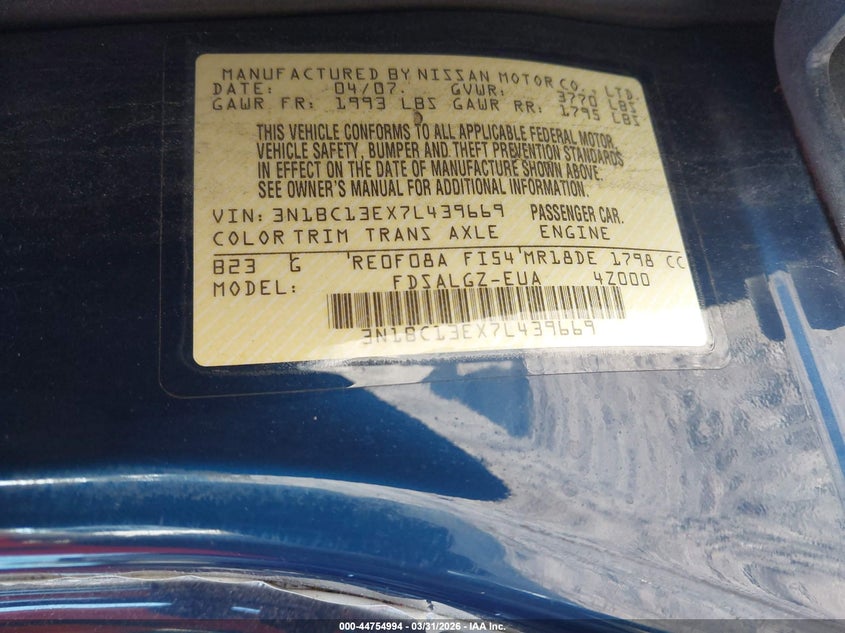 MANUFACTURED BY NISSAN MOTOR CO., LTD.
DATE: 04/07. GVWR: 3770 LBS
GAWR FR: 1993 LBS GAWR RR: 1795 LBS
THIS VEHICLE CONFORMS TO ALL APPLICABLE FEDERAL MOTOR
VEHICLE SAFETY, BUMPER AND THEFT PREVENTION STANDARDS
IN EFFECT ON THE DATE OF MANUFACTURE SHOWN ABOVE.
SEE OWNER'S MANUAL FOR ADDITIONAL INFORMATION.
VIN: 3N1BC13EX7L439669 PASSENGER CAR.
COLOR TRIM TRANS AXLE ENGINE
B23 G 'RE0F08A FI54 'MR18DE 1798 CC
MODEL: FDSALGZ-EUA 4Z000
3N1BC13EX7L439669
000-44754994 | 03/31/2026 - IAA Inc.